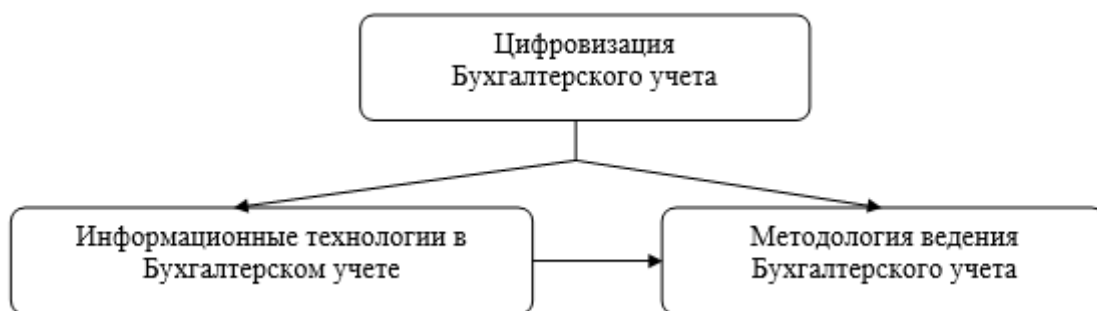 Цифровизация
Бухгалтерского учета
Информационные технологии в
Бухгалтерском учете
Методология ведения
Бухгалтерского учета